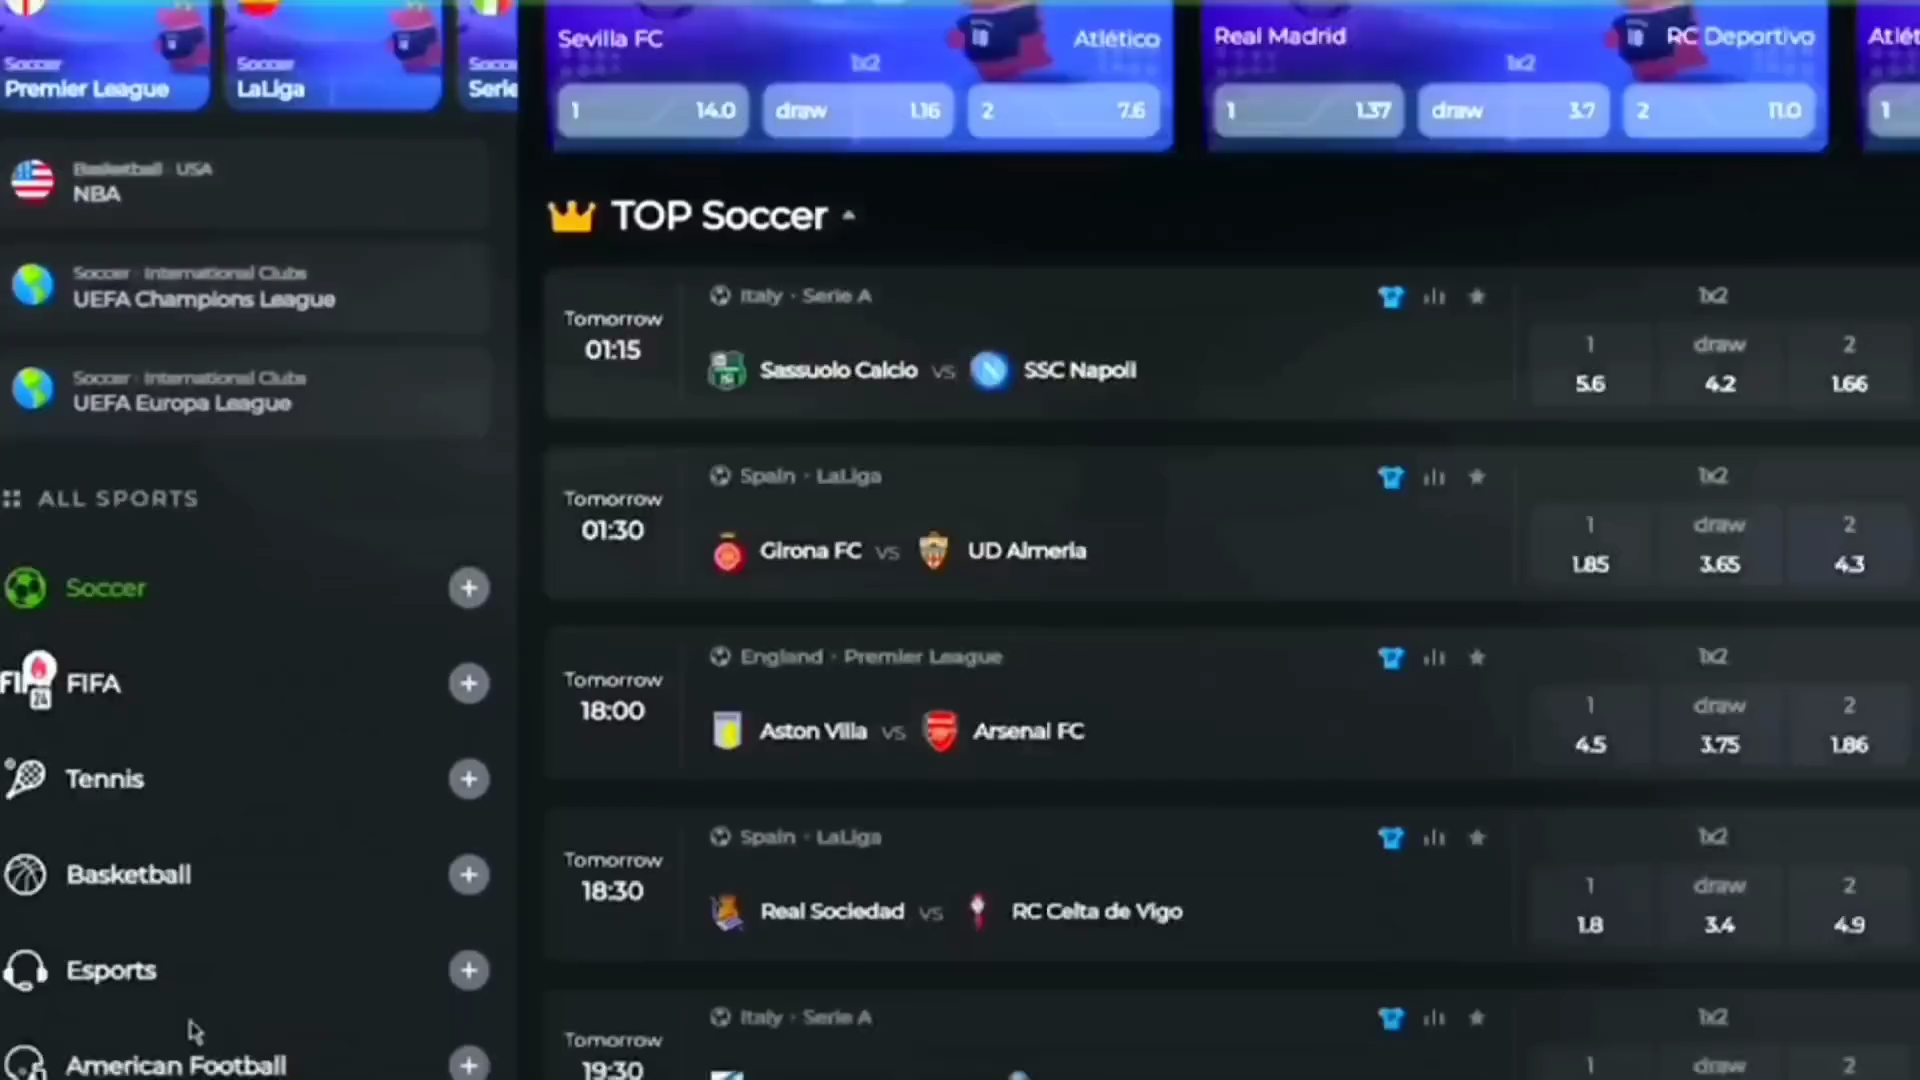 Soccer
Premier League
Soccer
LaLiga
Serie
Sevilla FC
Atlético
1x2
1 14.0
draw 1.16
2 7.6
Real Madrid
RC Deportivo
1x2
1 1.37
draw 3.7
2 11.0
1
Basketball · USA
NBA
Soccer · International Clubs
UEFA Champions League
Soccer · International Clubs
UEFA Europa League
ALL SPORTS
Soccer
FIFA
Tennis
Basketball
Esports
American Football
TOP Soccer
Tomorrow
01:15
Italy · Serie A
Sassuolo Calcio vs SSC Napoli
1x2
1 draw 2
5.6 4.2 1.66
Tomorrow
01:30
Spain · LaLiga
Girona FC vs UD Almeria
1x2
1 draw 2
1.85 3.65 4.3
Tomorrow
18:00
England · Premier League
Aston Villa vs Arsenal FC
1x2
1 draw 2
4.5 3.75 1.86
Tomorrow
18:30
Spain · LaLiga
Real Sociedad vs RC Celta de Vigo
1x2
1 draw 2
1.8 3.4 4.9
Tomorrow
19:30
Italy · Serie A
1x2
1 draw 2